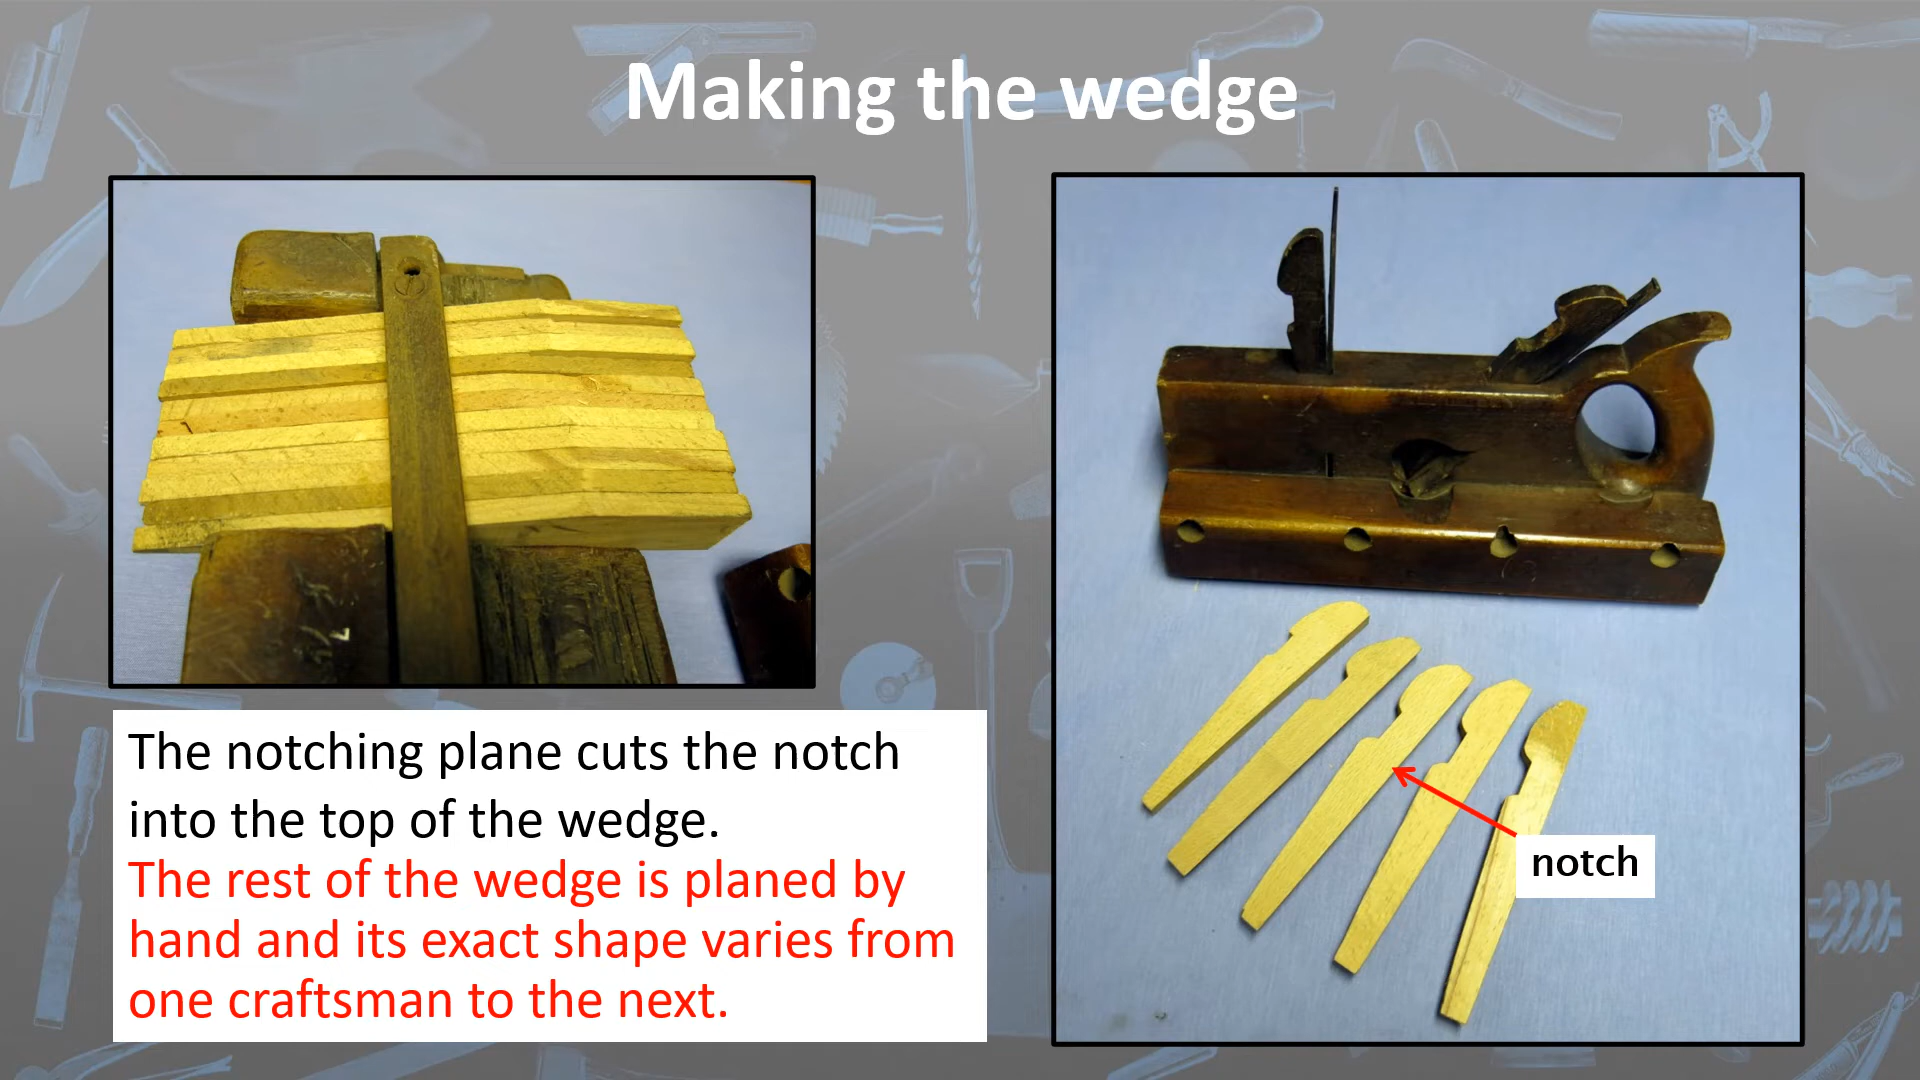 Making the wedge
The notching plane cuts the notch
into the top of the wedge.
The rest of the wedge is planed by
hand and its exact shape varies from
one craftsman to the next.
notch